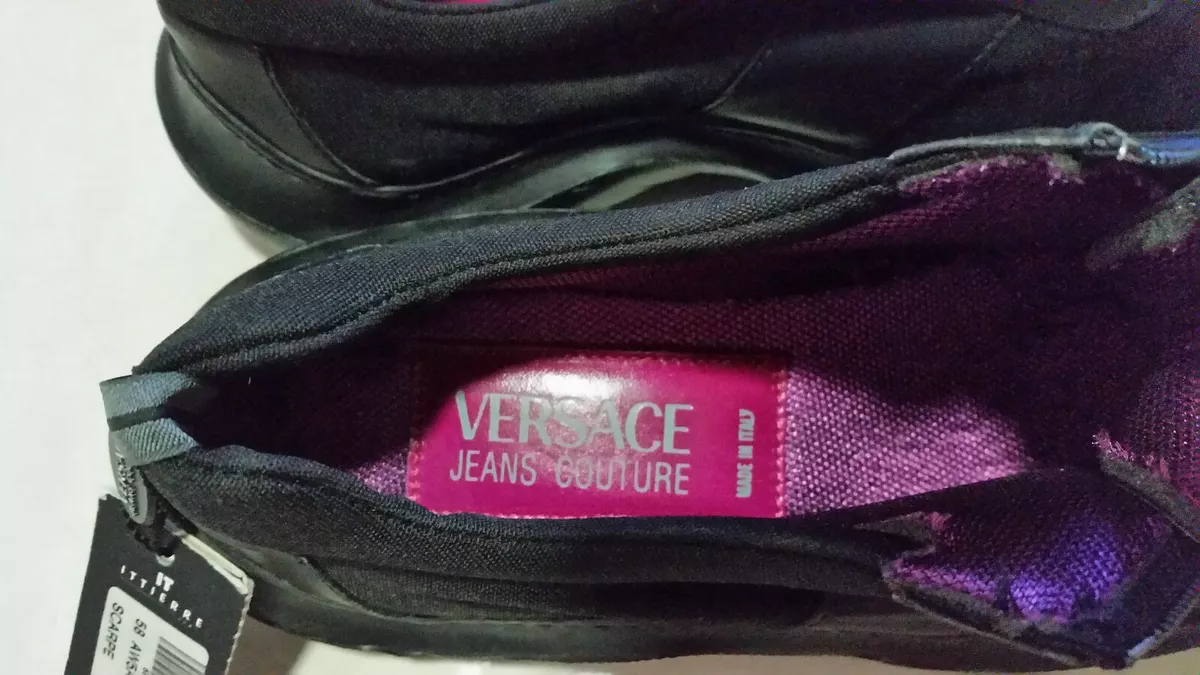 VERSACE
JEANS COUTURE
MADE IN ITALY
IT
ITTIERRE
SCARPE